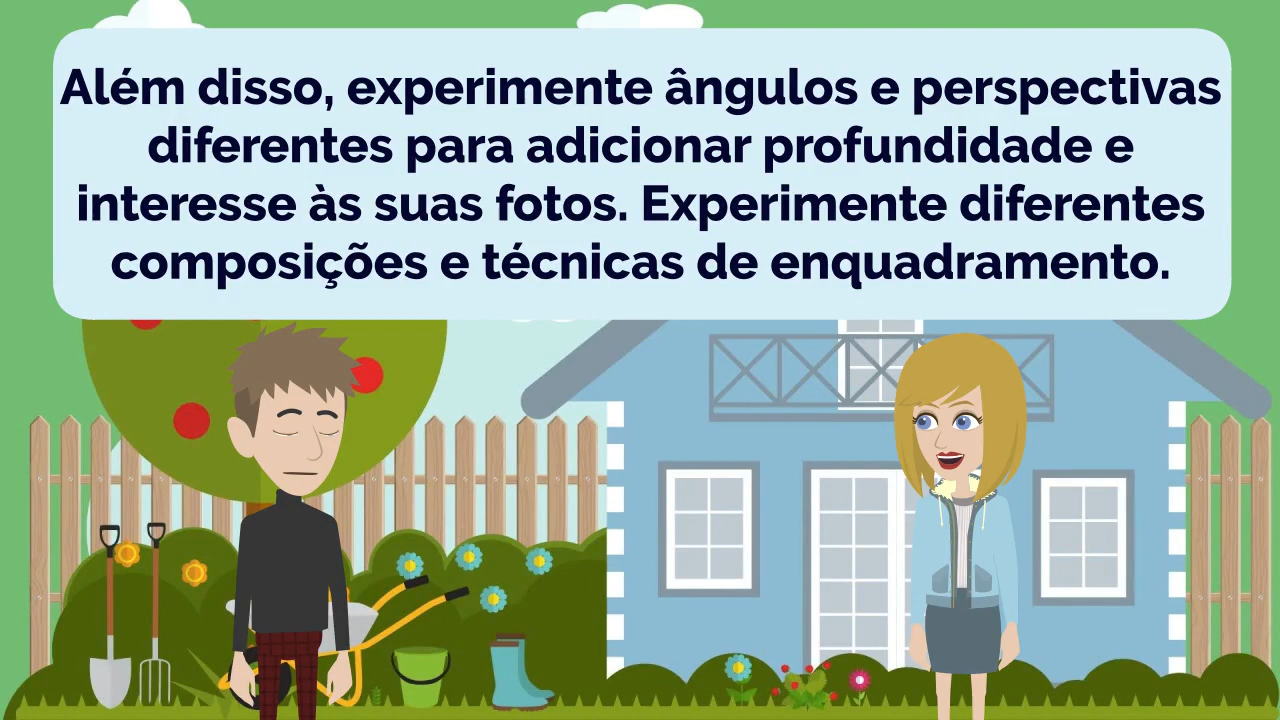 Além disso, experimente ângulos e perspectivas
diferentes para adicionar profundidade e
interesse às suas fotos. Experimente diferentes
composições e técnicas de enquadramento.